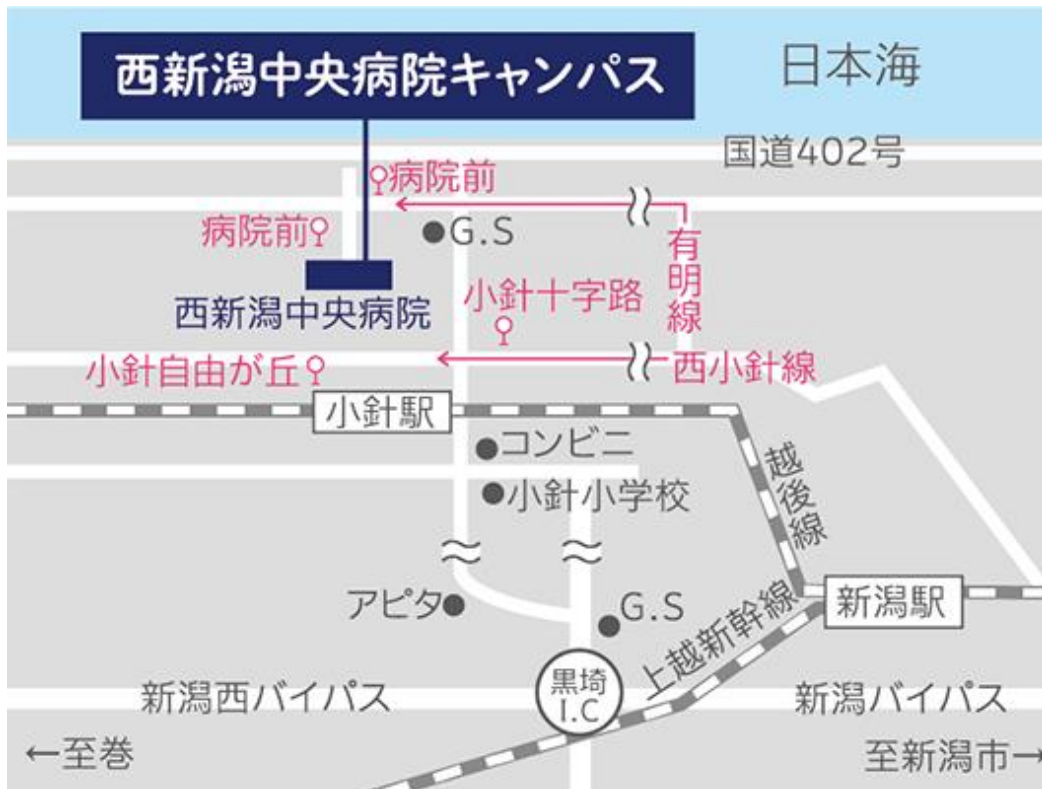 西新潟中央病院キャンパス
日本海
国道402号
病院前
病院前
G.S
有明線
西新潟中央病院
小針十字路
小針自由が丘
西小針線
小針駅
コンビニ
小針小学校
越後線
アピタ
G.S
新潟駅
上越新幹線
黒埼
I.C
新潟西バイパス
新潟バイパス
←至巻
至新潟市→